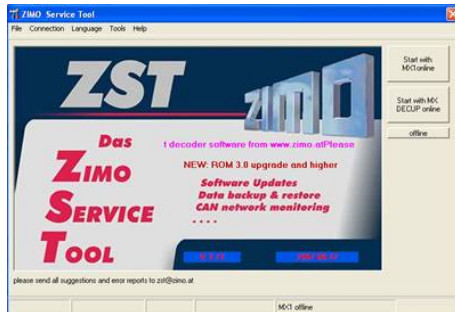 ZIMO Service Tool
File Connection Language Tools Help
ZST
ZIMO
Start with MX1online
Start with MX DECUP online
offline
Das
t decoder software from www.zimo.atPlease
ZIMO
NEW: ROM 3.8 upgrade and higher
Software Updates
SERVICE
Data backup & restore
CAN network monitoring
. . . .
TOOL
please send all suggestions and error reports to zst@zimo.at
MX1 offline